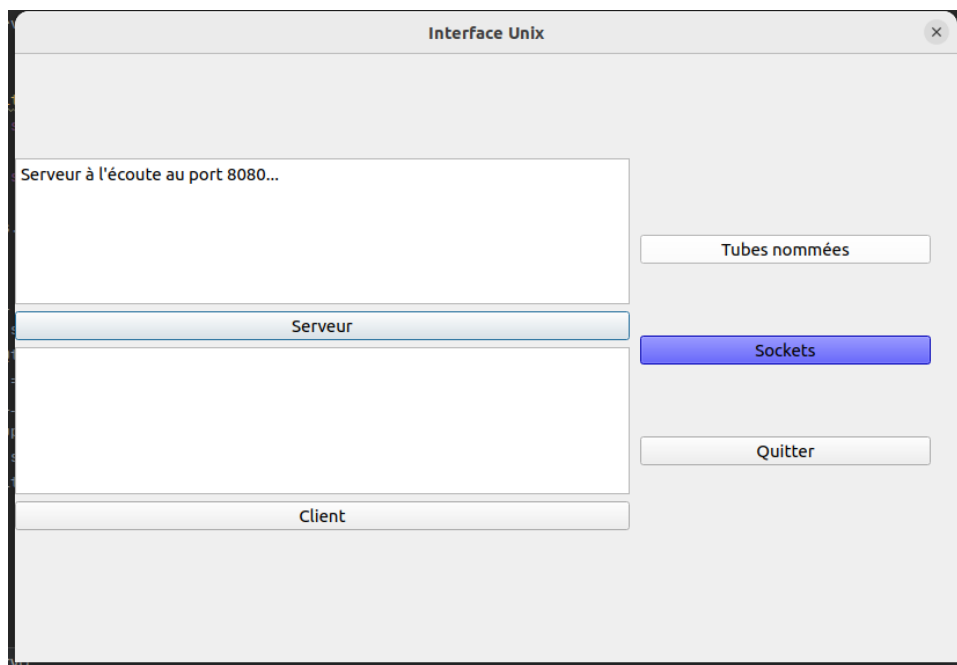 Interface Unix
Serveur à l'écoute au port 8080...
Tubes nommées
Serveur
Sockets
Quitter
Client